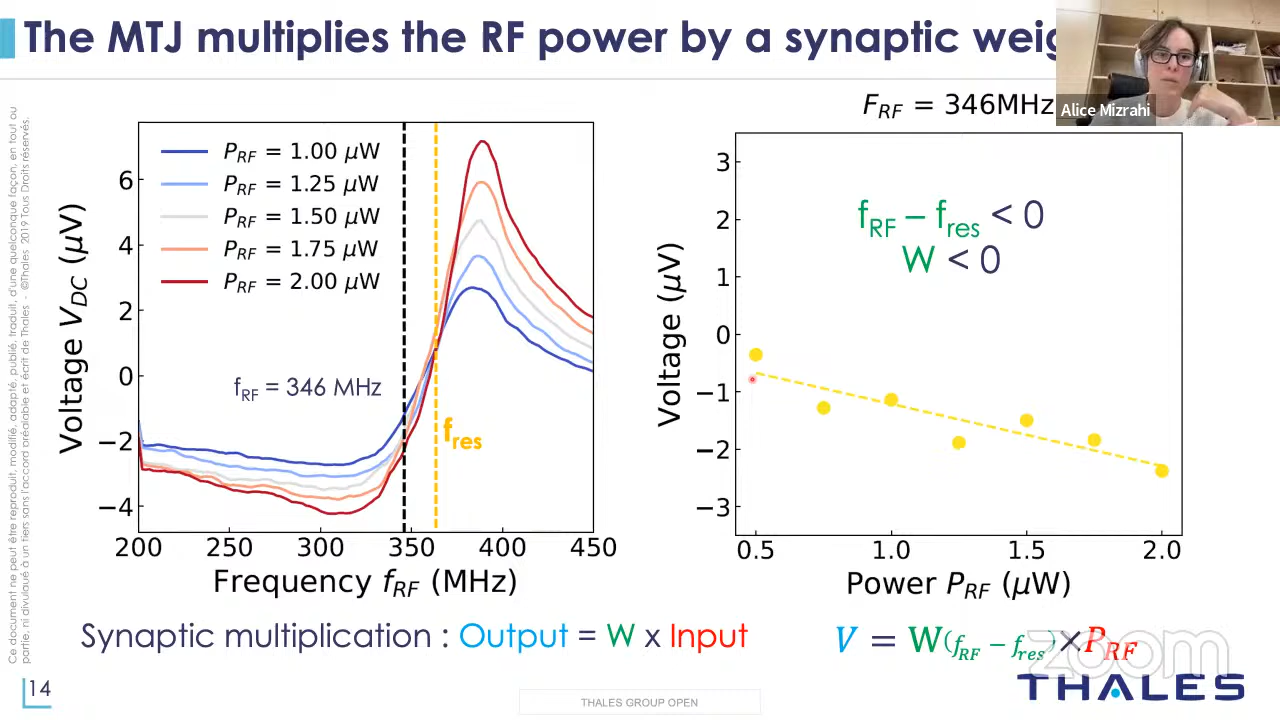 The MTJ multiplies the RF power by a synaptic
Alice Mizrahi
F_RF = 346MHz
P_RF = 1.00 µW
P_RF = 1.25 µW
P_RF = 1.50 µW
P_RF = 1.75 µW
P_RF = 2.00 µW
f_RF = 346 MHz
f_res
Voltage V_DC (µV)
6
4
2
0
−2
−4
200 250 300 350 400 450
Frequency f_RF (MHz)
f_RF – f_res < 0
W < 0
Voltage (µV)
3
2
1
0
−1
−2
−3
0.5 1.0 1.5 2.0
Power P_RF (µW)
Synaptic multiplication : Output = W x Input
V = W(f_RF − f_res)×P_RF
zoom
THALES
14
THALES GROUP OPEN
Ce document ne peut être reproduit, modifié, adapté, publié, traduit, d'une quelconque façon, en tout ou
partie, ni divulgué à un tiers sans l'accord préalable et écrit de Thales - ©Thales 2019 Tous Droits réservés.